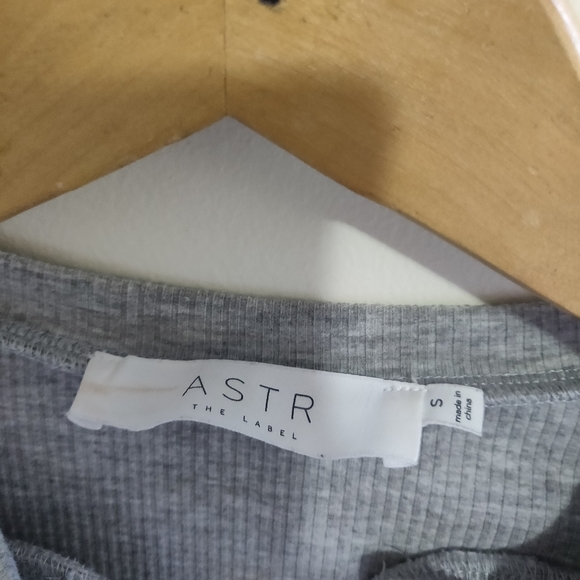 ASTR
THE LABEL
S
made in
china